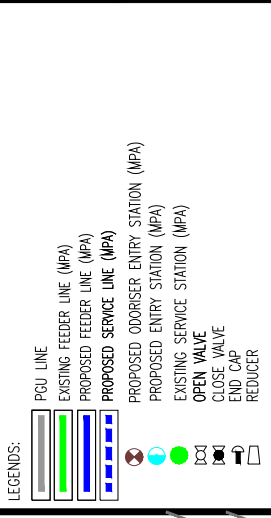 LEGENDS:
PGU LINE
EXISTING FEEDER LINE (MPA)
PROPOSED FEEDER LINE (MPA)
PROPOSED SERVICE LINE (MPA)
PROPOSED ODORISER ENTRY STATION (MPA)
PROPOSED ENTRY STATION (MPA)
EXISTING SERVICE STATION (MPA)
OPEN VALVE
CLOSE VALVE
END CAP
REDUCER